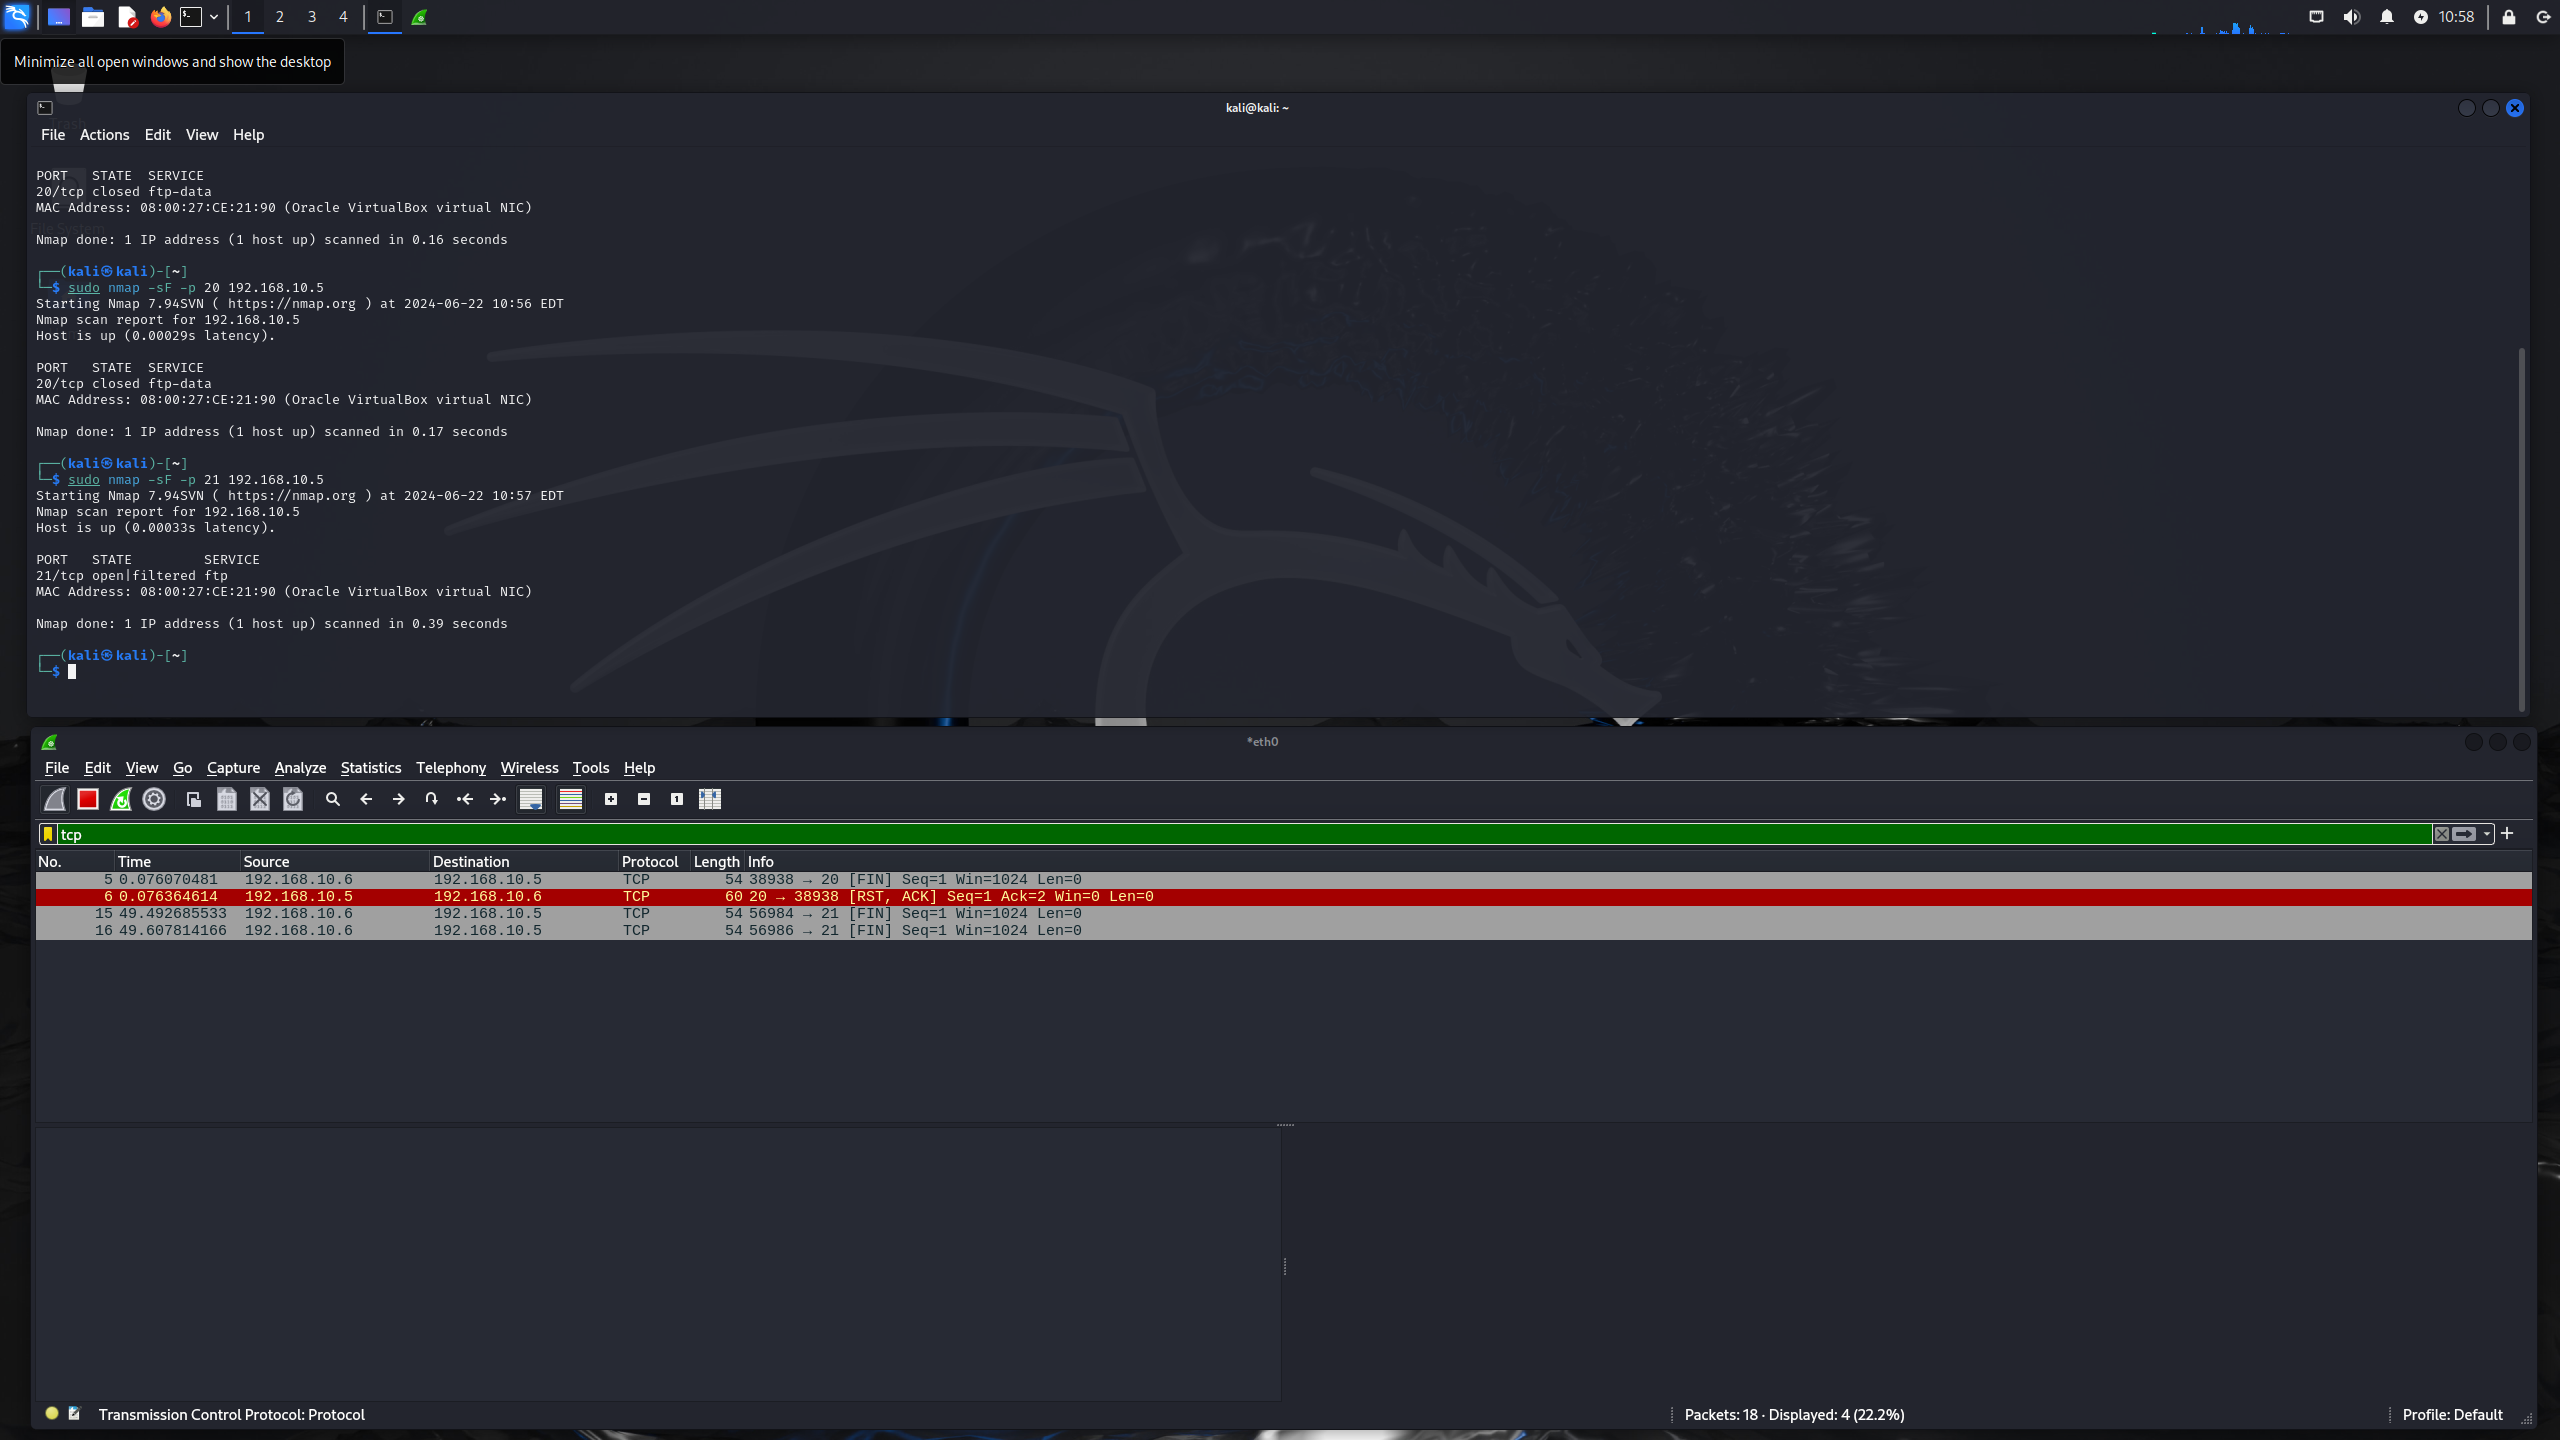 1 2 3 4 10:58
Minimize all open windows and show the desktop
kali@kali: ~
File Actions Edit View Help
PORT   STATE  SERVICE
20/tcp closed ftp-data
MAC Address: 08:00:27:CE:21:90 (Oracle VirtualBox virtual NIC)
Nmap done: 1 IP address (1 host up) scanned in 0.16 seconds
┌──(kali㉿kali)-[~]
└─$ sudo nmap -sF -p 20 192.168.10.5
Starting Nmap 7.94SVN ( https://nmap.org ) at 2024-06-22 10:56 EDT
Nmap scan report for 192.168.10.5
Host is up (0.00029s latency).
PORT   STATE  SERVICE
20/tcp closed ftp-data
MAC Address: 08:00:27:CE:21:90 (Oracle VirtualBox virtual NIC)
Nmap done: 1 IP address (1 host up) scanned in 0.17 seconds
┌──(kali㉿kali)-[~]
└─$ sudo nmap -sF -p 21 192.168.10.5
Starting Nmap 7.94SVN ( https://nmap.org ) at 2024-06-22 10:57 EDT
Nmap scan report for 192.168.10.5
Host is up (0.00033s latency).
PORT   STATE         SERVICE
21/tcp open|filtered ftp
MAC Address: 08:00:27:CE:21:90 (Oracle VirtualBox virtual NIC)
Nmap done: 1 IP address (1 host up) scanned in 0.39 seconds
┌──(kali㉿kali)-[~]
└─$
*eth0
File Edit View Go Capture Analyze Statistics Telephony Wireless Tools Help
tcp
No. Time Source Destination Protocol Length Info
5 0.076070481 192.168.10.6 192.168.10.5 TCP 54 38938 → 20 [FIN] Seq=1 Win=1024 Len=0
6 0.076364614 192.168.10.5 192.168.10.6 TCP 60 20 → 38938 [RST, ACK] Seq=1 Ack=2 Win=0 Len=0
15 49.492685533 192.168.10.6 192.168.10.5 TCP 54 56984 → 21 [FIN] Seq=1 Win=1024 Len=0
16 49.607814166 192.168.10.6 192.168.10.5 TCP 54 56986 → 21 [FIN] Seq=1 Win=1024 Len=0
Transmission Control Protocol: Protocol Packets: 18 · Displayed: 4 (22.2%) Profile: Default